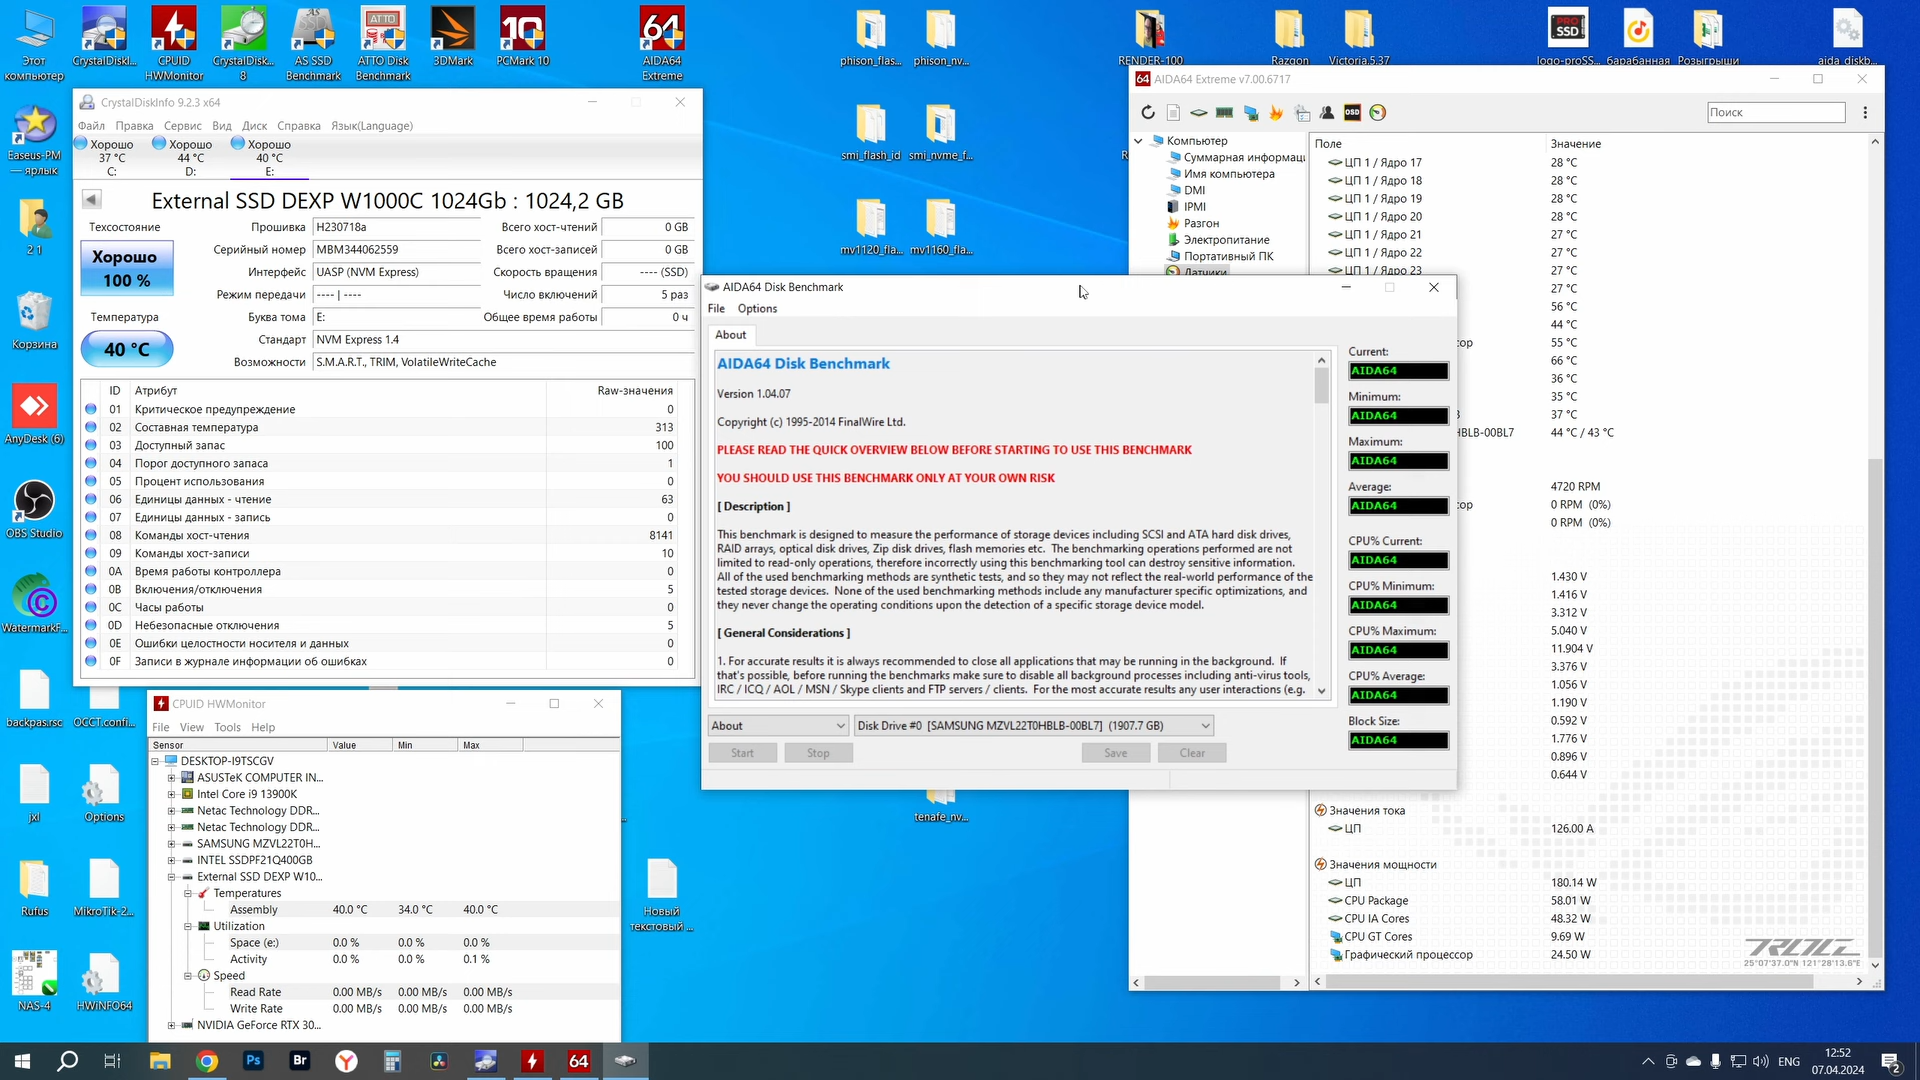 Этот компьютер
CrystalDiskI...
CPUID HWMonitor
CrystalDisk... 8
AS SSD Benchmark
ATTO Disk Benchmark
3DMark
PCMark 10
AIDA64 Extreme
phison_flas...
phison_nv...
RENDER-100
Razgon
Victoria.5.37
logo-proSS...
барабанная
Розыгрыши
aida_diskb...
Easeus-PM — ярлык
2 1
Корзина
AnyDesk (6)
OBS Studio
WatermarkF...
backpas.rsc
OCCT.confi...
jxl
Options
Rufus
MikroTik-2...
NAS-4
HWiNFO64
smi_flash_id
smi_nvme_f...
mv1120_fla...
mv1160_fla...
tenafe_nv...
Новый текстовый ...
CrystalDiskInfo 9.2.3 x64
Файл Правка Сервис Вид Диск Справка Язык(Language)
Хорошо Хорошо Хорошо
37 °C 44 °C 40 °C
C: D: E:
External SSD DEXP W1000C 1024Gb : 1024,2 GB
Техсостояние
Хорошо
100 %
Температура
40 °C
Прошивка H230718a Всего хост-чтений 0 GB
Серийный номер MBM344062559 Всего хост-записей 0 GB
Интерфейс UASP (NVM Express) Скорость вращения ---- (SSD)
Режим передачи ---- | ---- Число включений 5 раз
Буква тома E: Общее время работы 0 ч
Стандарт NVM Express 1.4
Возможности S.M.A.R.T., TRIM, VolatileWriteCache
ID Атрибут Raw-значения
01 Критическое предупреждение 0
02 Составная температура 313
03 Доступный запас 100
04 Порог доступного запаса 1
05 Процент использования 0
06 Единицы данных - чтение 63
07 Единицы данных - запись 0
08 Команды хост-чтения 8141
09 Команды хост-записи 10
0A Время работы контроллера 0
0B Включения/отключения 5
0C Часы работы 0
0D Небезопасные отключения 5
0E Ошибки целостности носителя и данных 0
0F Записи в журнале информации об ошибках 0
CPUID HWMonitor
File View Tools Help
Sensor Value Min Max
DESKTOP-I9TSCGV
ASUSTeK COMPUTER IN...
Intel Core i9 13900K
Netac Technology DDR...
Netac Technology DDR...
SAMSUNG MZVL22T0H...
INTEL SSDPF21Q400GB
External SSD DEXP W10...
Temperatures
Assembly 40.0 °C 34.0 °C 40.0 °C
Utilization
Space (e:) 0.0 % 0.0 % 0.0 %
Activity 0.0 % 0.0 % 0.1 %
Speed
Read Rate 0.00 MB/s 0.00 MB/s 0.00 MB/s
Write Rate 0.00 MB/s 0.00 MB/s 0.00 MB/s
NVIDIA GeForce RTX 30...
AIDA64 Disk Benchmark
File Options
About
AIDA64 Disk Benchmark
Version 1.04.07
Copyright (c) 1995-2014 FinalWire Ltd.
PLEASE READ THE QUICK OVERVIEW BELOW BEFORE STARTING TO USE THIS BENCHMARK
YOU SHOULD USE THIS BENCHMARK ONLY AT YOUR OWN RISK
[ Description ]
This benchmark is designed to measure the performance of storage devices including SCSI and ATA hard disk drives,
RAID arrays, optical disk drives, Zip disk drives, flash memories etc. The benchmarking operations performed are not
limited to read-only operations, therefore incorrectly using this benchmarking tool can destroy sensitive information.
All of the used benchmarking methods are synthetic tests, and so they may not reflect the real-world performance of the
tested storage devices. None of the used benchmarking methods include any manufacturer specific optimizations, and
they never change the operating conditions upon the detection of a specific storage device model.
[ General Considerations ]
1. For accurate results it is always recommended to close all applications that may be running in the background. If
that's possible, before running the benchmarks make sure to disable all background processes including anti-virus tools,
IRC / ICQ / AOL / MSN / Skype clients and FTP servers / clients. For the most accurate results any user interactions (e.g.
About Disk Drive #0 [SAMSUNG MZVL22T0HBLB-00BL7] (1907.7 GB)
Start Stop Save Clear
Current:
AIDA64
Minimum:
AIDA64
Maximum:
AIDA64
Average:
AIDA64
CPU% Current:
AIDA64
CPU% Minimum:
AIDA64
CPU% Maximum:
AIDA64
CPU% Average:
AIDA64
Block Size:
AIDA64
64 AIDA64 Extreme v7.00.6717
OSD
Поиск
Компьютер
Суммарная информаци
Имя компьютера
DMI
IPMI
Разгон
Электропитание
Портативный ПК
Датчики
Поле Значение
ЦП 1 / Ядро 17 28 °C
ЦП 1 / Ядро 18 28 °C
ЦП 1 / Ядро 19 28 °C
ЦП 1 / Ядро 20 28 °C
ЦП 1 / Ядро 21 27 °C
ЦП 1 / Ядро 22 27 °C
ЦП 1 / Ядро 23 27 °C
27 °C
56 °C
44 °C
сор 55 °C
66 °C
36 °C
35 °C
37 °C
HBLB-00BL7 44 °C / 43 °C
4720 RPM
сор 0 RPM (0%)
0 RPM (0%)
1.430 V
1.416 V
3.312 V
5.040 V
11.904 V
3.376 V
1.056 V
1.190 V
0.592 V
1.776 V
0.896 V
0.644 V
Значения тока
ЦП 126.00 A
Значения мощности
ЦП 180.14 W
CPU Package 58.01 W
CPU IA Cores 48.32 W
CPU GT Cores 9.69 W
Графический процессор 24.50 W
25°07'37.0"N 121°28'13.6"E
Ps
Br
64
ENG
12:52
07.04.2024
2